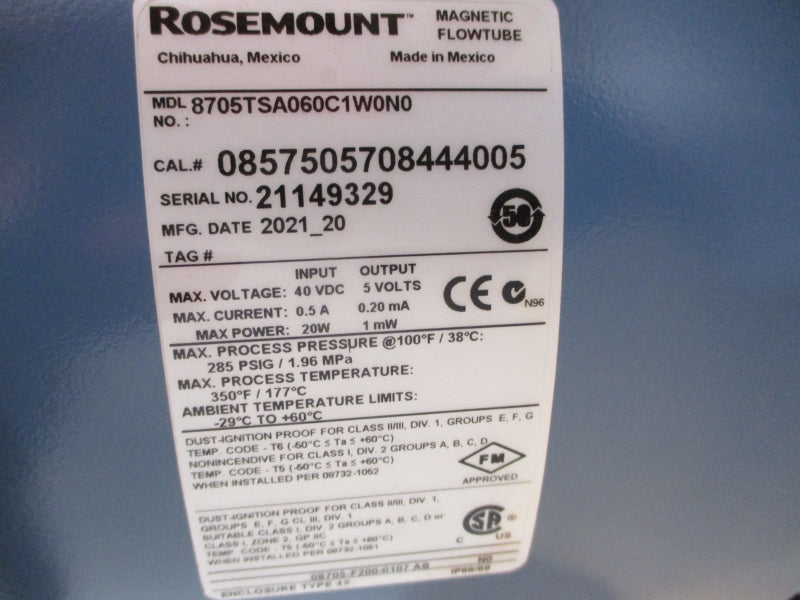 ROSEMOUNT™ MAGNETIC FLOWTUBE
Chihuahua, Mexico Made in Mexico
MDL NO. : 8705TSA060C1W0N0
CAL.# 0857505708444005
SERIAL NO. 21149329
MFG. DATE 2021_20
50
TAG #
INPUT OUTPUT
MAX. VOLTAGE: 40 VDC 5 VOLTS
MAX. CURRENT: 0.5 A 0.20 mA
MAX POWER: 20W 1 mW
CE N96
MAX. PROCESS PRESSURE @100°F / 38°C:
285 PSIG / 1.96 MPa
MAX. PROCESS TEMPERATURE:
350°F / 177°C
AMBIENT TEMPERATURE LIMITS:
-29°C TO +60°C
DUST-IGNITION PROOF FOR CLASS II/III, DIV. 1, GROUPS E, F, G
TEMP. CODE - T6 (-50°C ≤ Ta ≤ +60°C)
NONINCENDIVE FOR CLASS I, DIV. 2 GROUPS A, B, C, D
TEMP. CODE - T5 (-50°C ≤ Ta ≤ +60°C)
WHEN INSTALLED PER 08732-1052
FM
APPROVED
DUST-IGNITION PROOF FOR CLASS II/III, DIV. 1,
GROUPS E, F, G CL III, DIV. 1
SUITABLE CLASS I, DIV. 2 GROUPS A, B, C, D or
CLASS I, ZONE 2, GP IIC
TEMP CODE - T5 (-50°C ≤ Ta ≤ +60°C)
WHEN INSTALLED PER 08732-1051
C SP ® US
08705-F200-0107 AB N0
ENCLOSURE TYPE 4X IP66/68